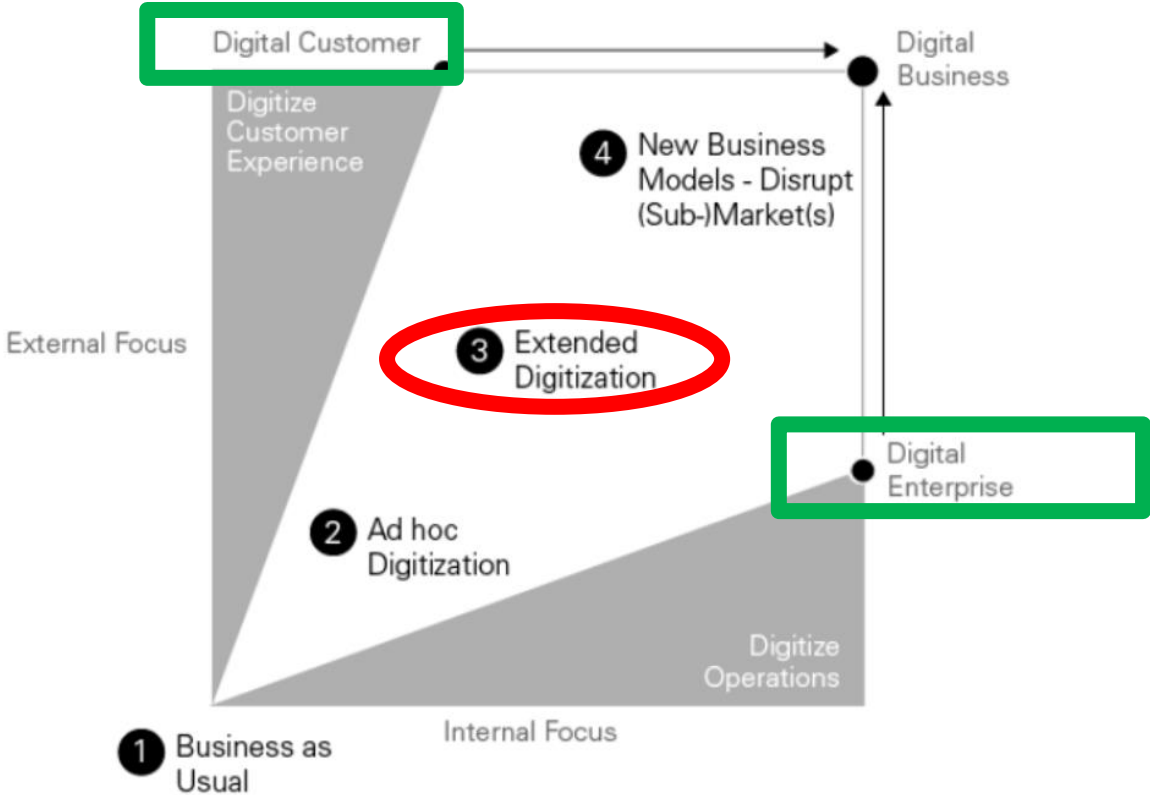 Digital Customer
Digital
Business
Digitize
Customer
Experience
4 New Business
Models - Disrupt
(Sub-)Market(s)
External Focus
3 Extended
Digitization
Digital
Enterprise
2 Ad hoc
Digitization
Digitize
Operations
Internal Focus
1 Business as
Usual